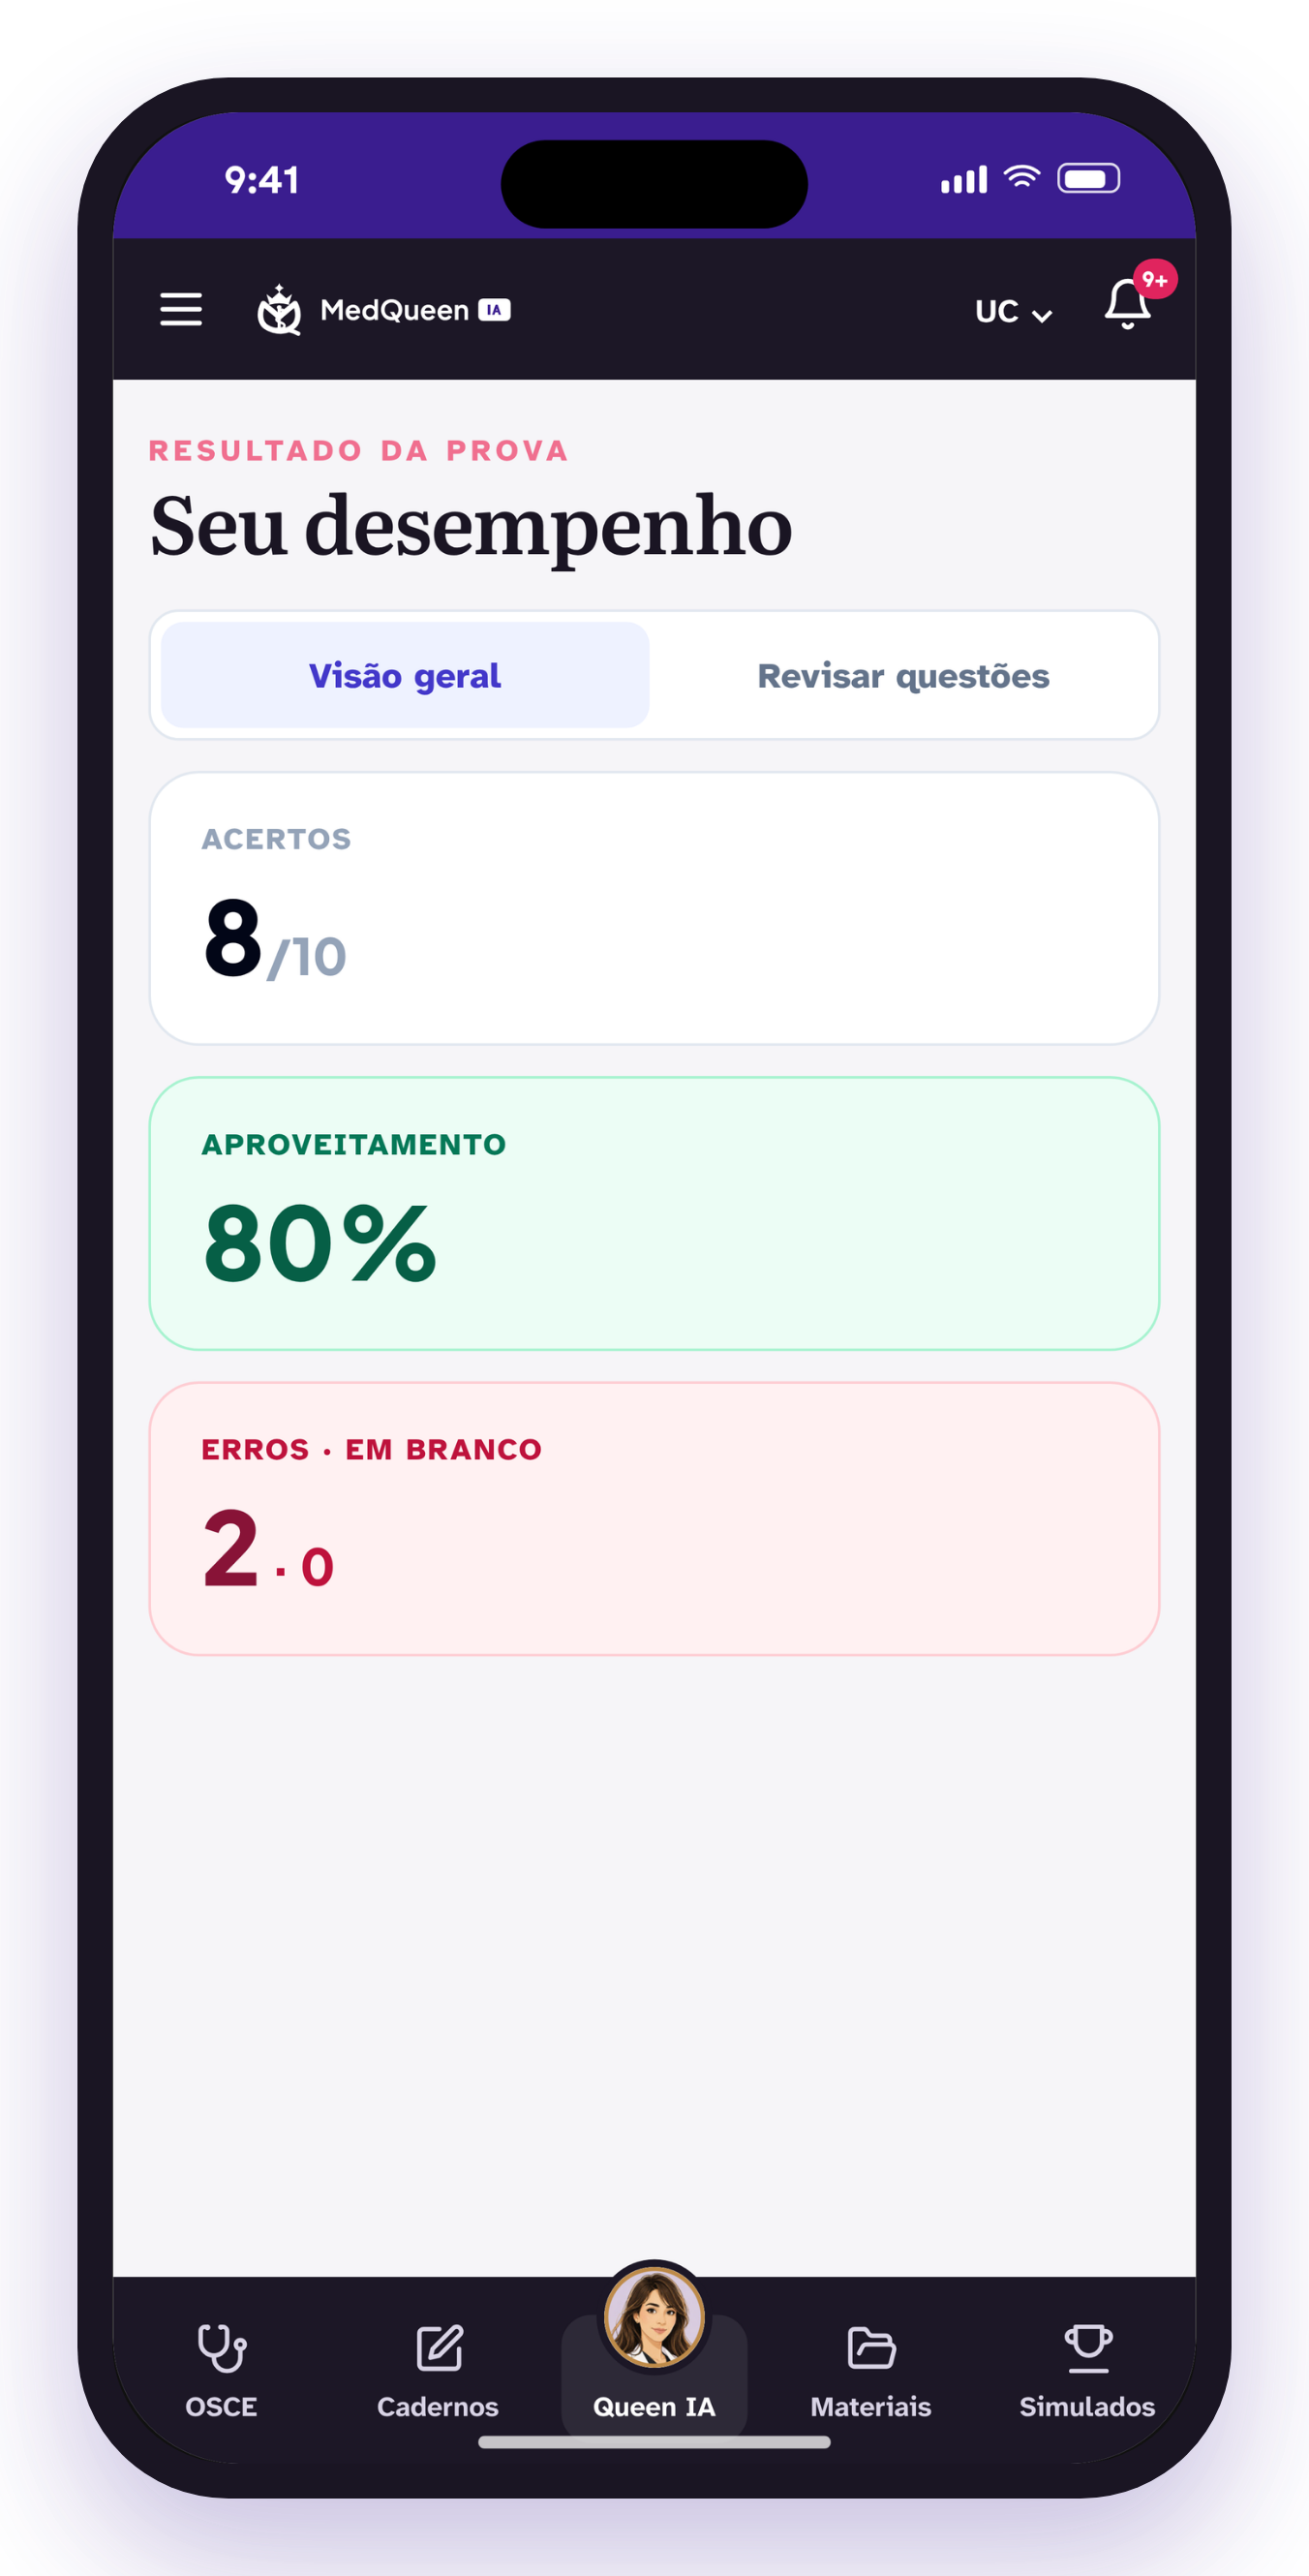 9:41
MedQueen IA
UC
9+
RESULTADO DA PROVA
Seu desempenho
Visão geral
Revisar questões
ACERTOS
8/10
APROVEITAMENTO
80%
ERROS · EM BRANCO
2 · 0
OSCE
Cadernos
Queen IA
Materiais
Simulados